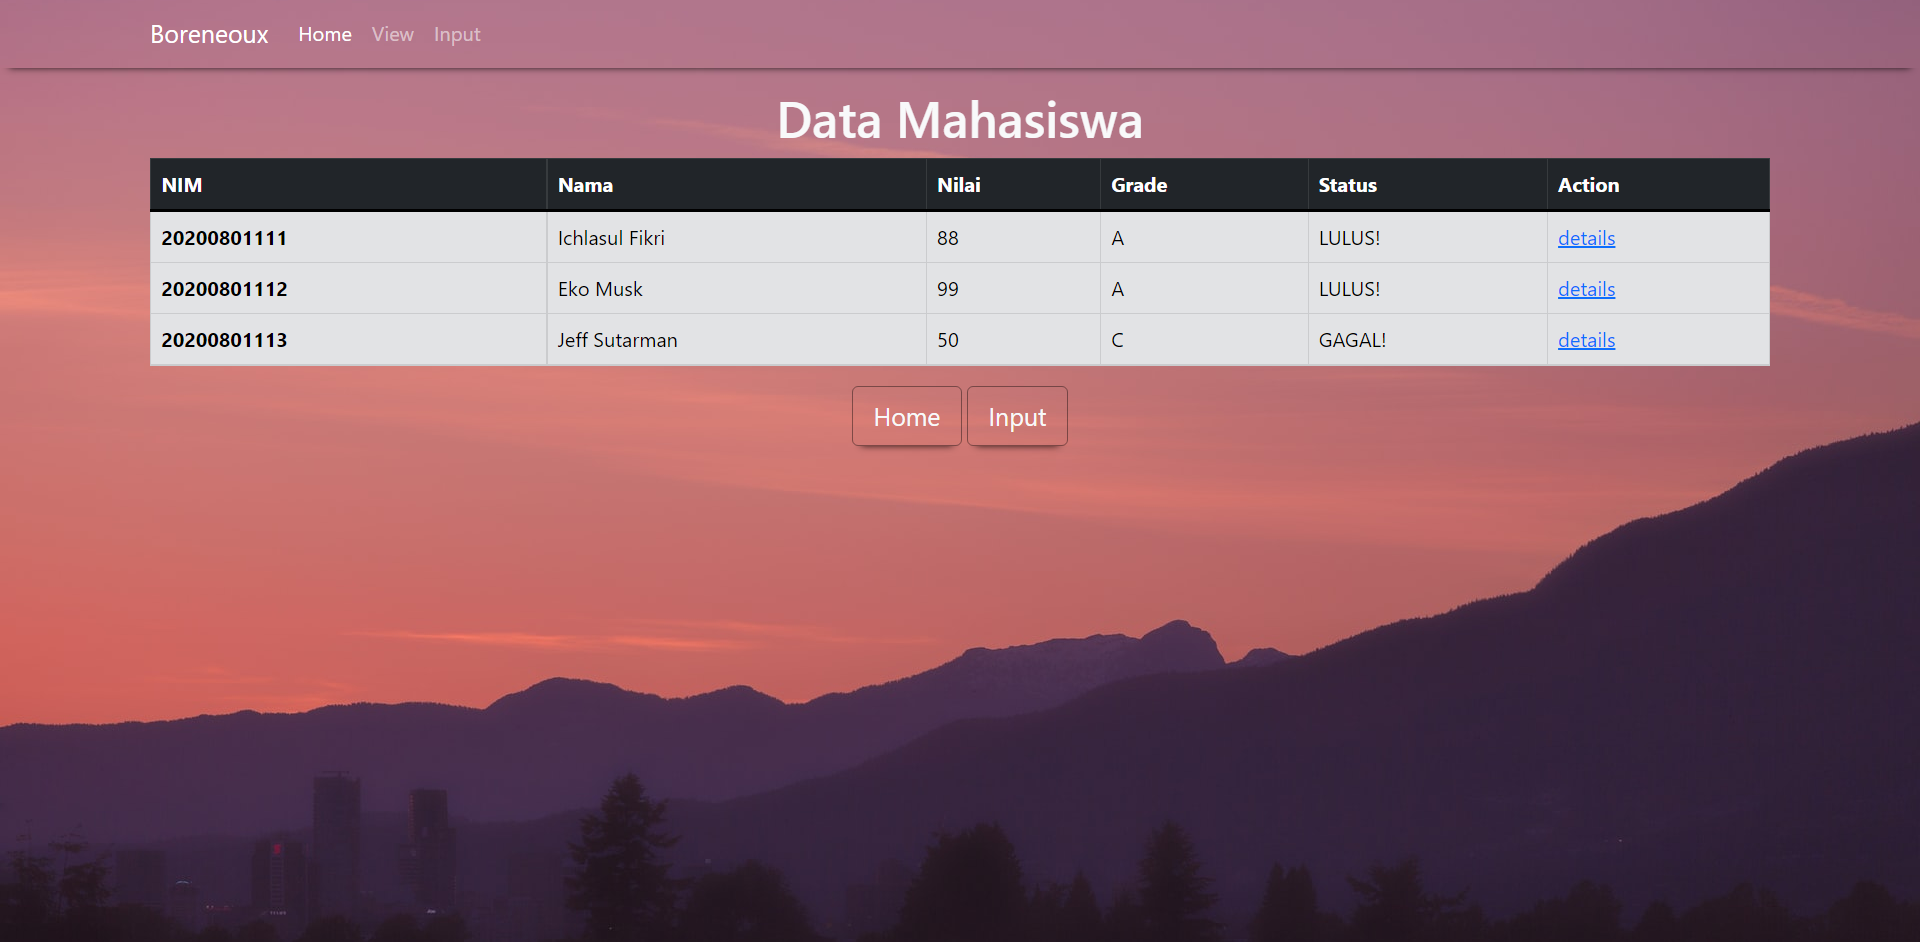 Boreneoux Home View Input
Data Mahasiswa
NIM Nama Nilai Grade Status Action
20200801111 Ichlasul Fikri 88 A LULUS! details
20200801112 Eko Musk 99 A LULUS! details
20200801113 Jeff Sutarman 50 C GAGAL! details
Home Input